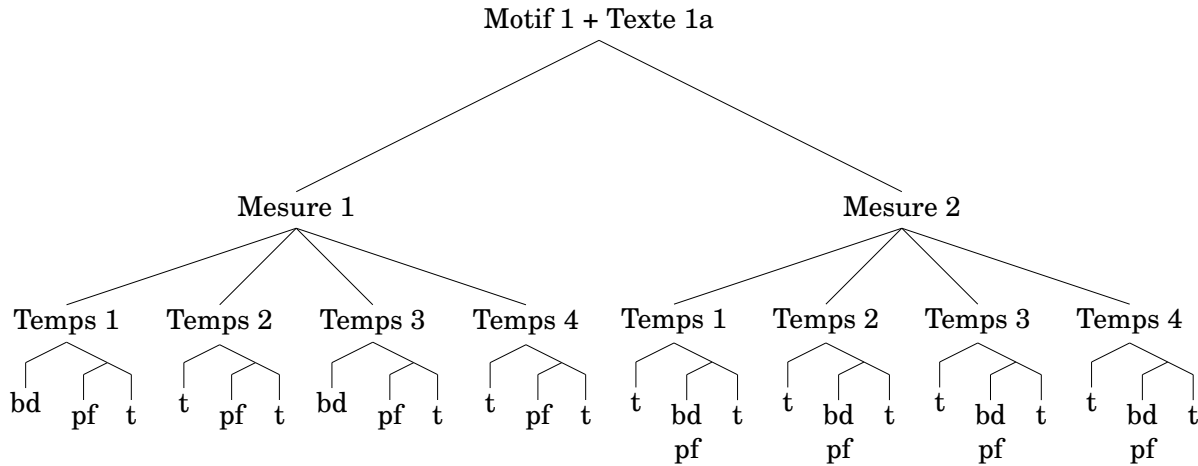 Motif 1 + Texte 1a
Mesure 1 Mesure 2
Temps 1 Temps 2 Temps 3 Temps 4 Temps 1 Temps 2 Temps 3 Temps 4
bd pf t t pf t bd pf t t pf t t bd t t bd t t bd t t bd t
pf pf pf pf